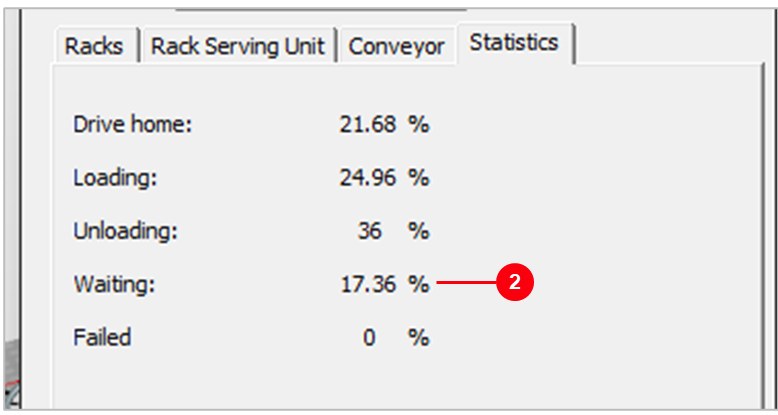 Racks Rack Serving Unit Conveyor Statistics
Drive home: 21.68 %
Loading: 24.96 %
Unloading: 36 %
Waiting: 17.36 % 2
Failed 0 %